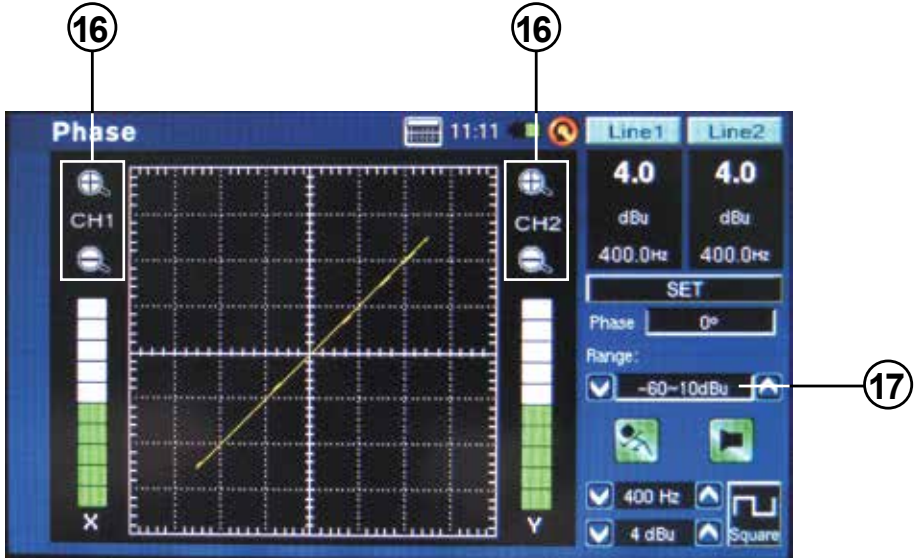 16
16
Phase
11:11
Line1
Line2
4.0
4.0
dBu
dBu
400.0Hz
400.0Hz
CH1
CH2
SET
Phase
0°
Range:
-60~10dBu
17
400 Hz
4 dBu
Square
X
Y